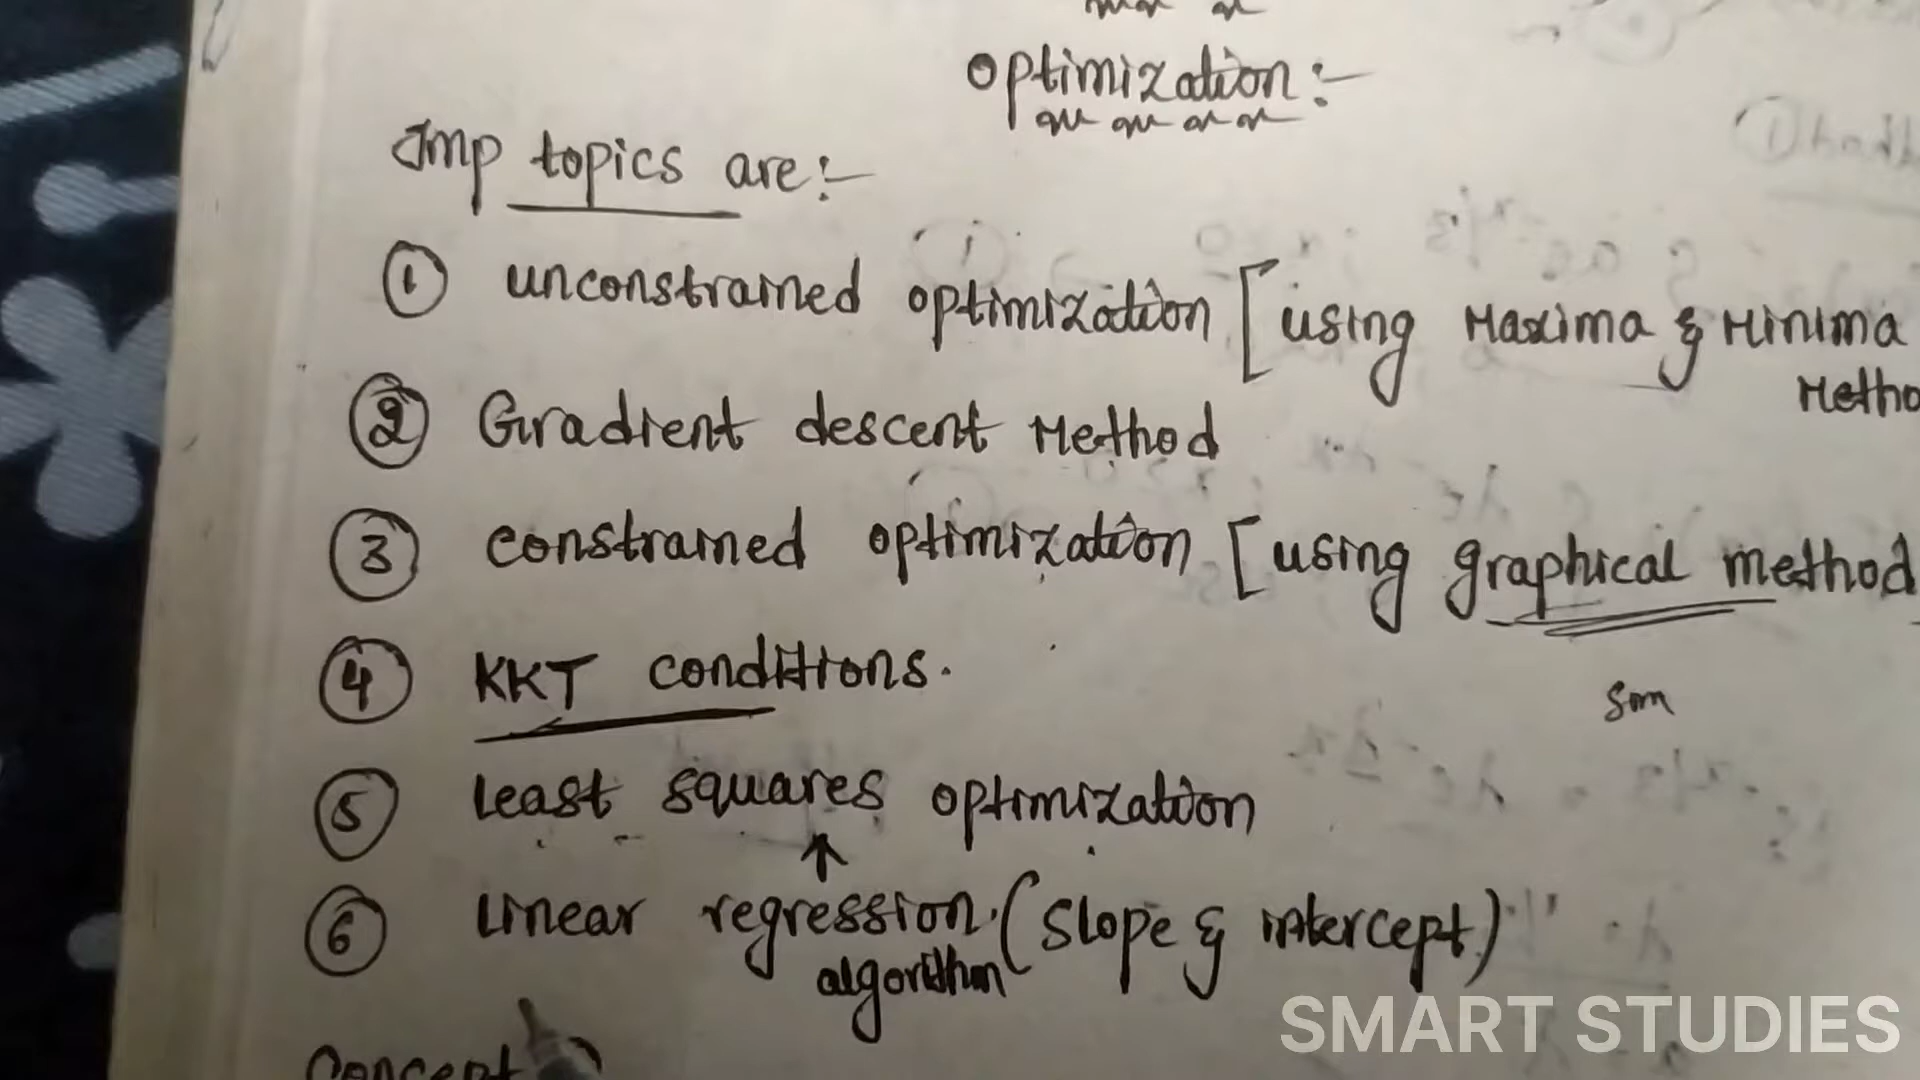 Optimization :-
Imp topics are :-
① unconstrained optimization [using Maxima & Minima
Metho
② Gradient descent Method
③ constrained optimization [using graphical method
④ KKT conditions.
Som
⑤ Least squares optimization
↑
⑥ Linear regression. (Slope & intercept)
algorithm
Concept
SMART STUDIES